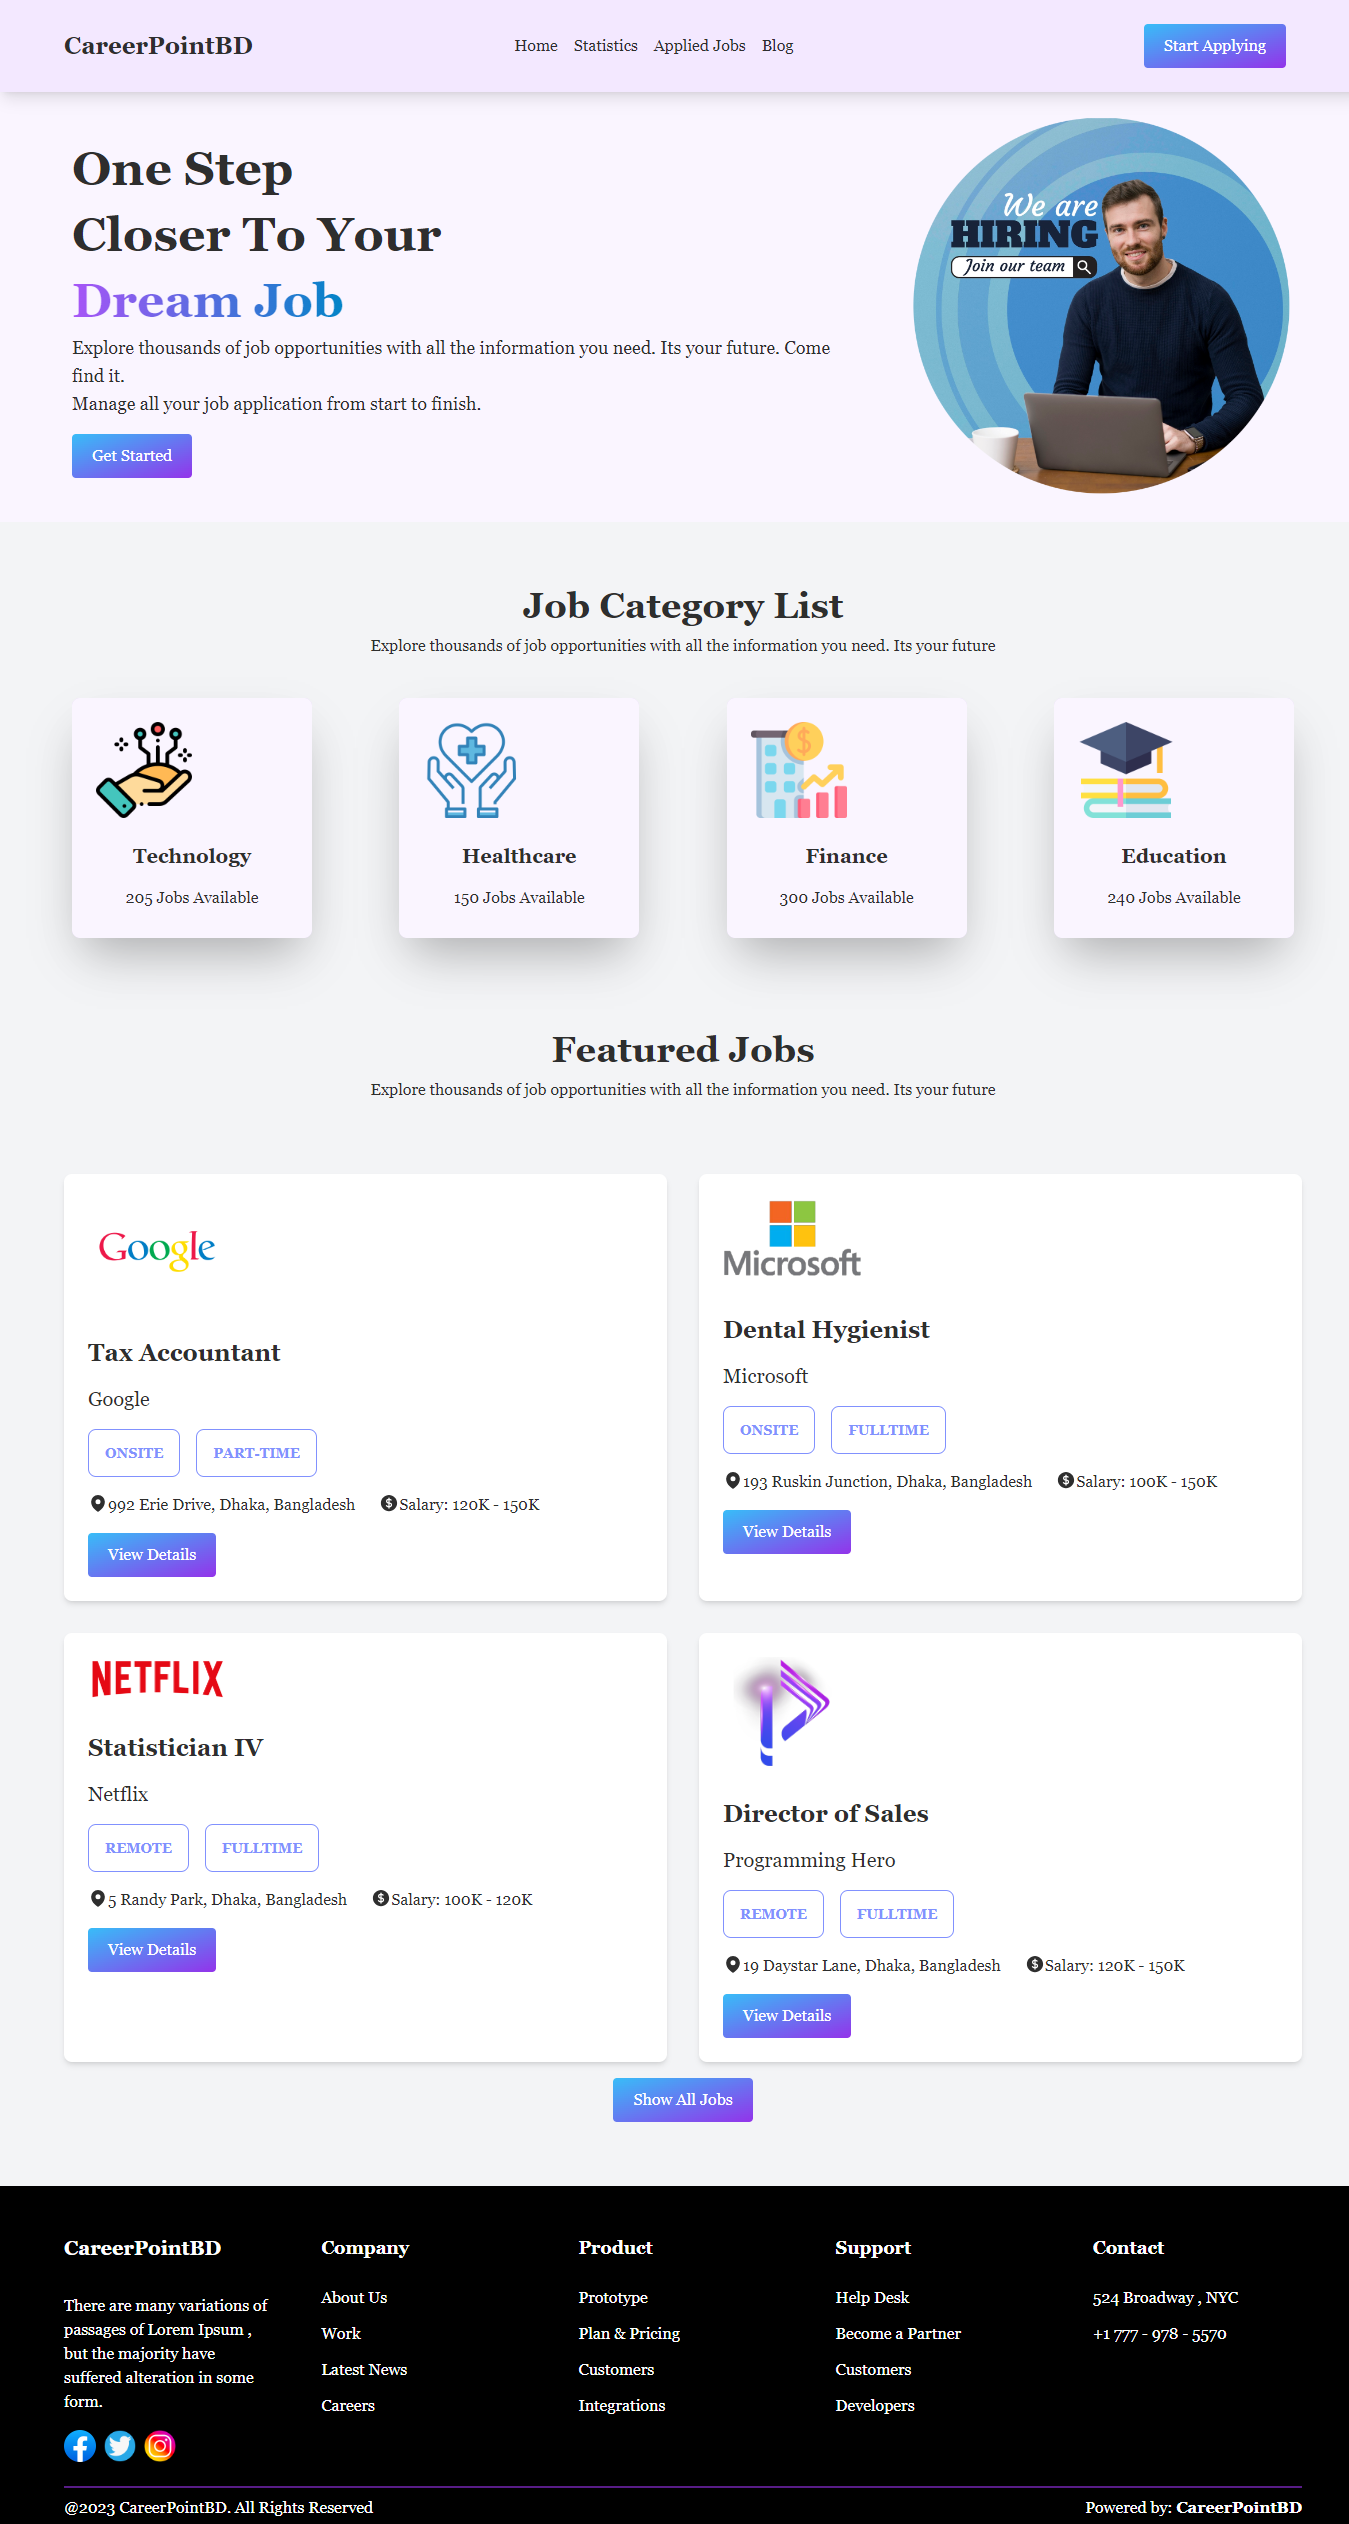 CareerPointBD
Home Statistics Applied Jobs Blog
Start Applying
One Step
Closer To Your
Dream Job
Explore thousands of job opportunities with all the information you need. Its your future. Come
find it.
Manage all your job application from start to finish.
Get Started
We are
HIRING
Join our team
Job Category List
Explore thousands of job opportunities with all the information you need. Its your future
Technology
205 Jobs Available
Healthcare
150 Jobs Available
Finance
300 Jobs Available
Education
240 Jobs Available
Featured Jobs
Explore thousands of job opportunities with all the information you need. Its your future
Google
Tax Accountant
Google
ONSITE PART-TIME
992 Erie Drive, Dhaka, Bangladesh Salary: 120K - 150K
View Details
Microsoft
Dental Hygienist
Microsoft
ONSITE FULLTIME
193 Ruskin Junction, Dhaka, Bangladesh Salary: 100K - 150K
View Details
NETFLIX
Statistician IV
Netflix
REMOTE FULLTIME
5 Randy Park, Dhaka, Bangladesh Salary: 100K - 120K
View Details
Director of Sales
Programming Hero
REMOTE FULLTIME
19 Daystar Lane, Dhaka, Bangladesh Salary: 120K - 150K
View Details
Show All Jobs
CareerPointBD
There are many variations of
passages of Lorem Ipsum ,
but the majority have
suffered alteration in some
form.
Company
About Us
Work
Latest News
Careers
Product
Prototype
Plan & Pricing
Customers
Integrations
Support
Help Desk
Become a Partner
Customers
Developers
Contact
524 Broadway , NYC
+1 777 - 978 - 5570
@2023 CareerPointBD. All Rights Reserved
Powered by: CareerPointBD